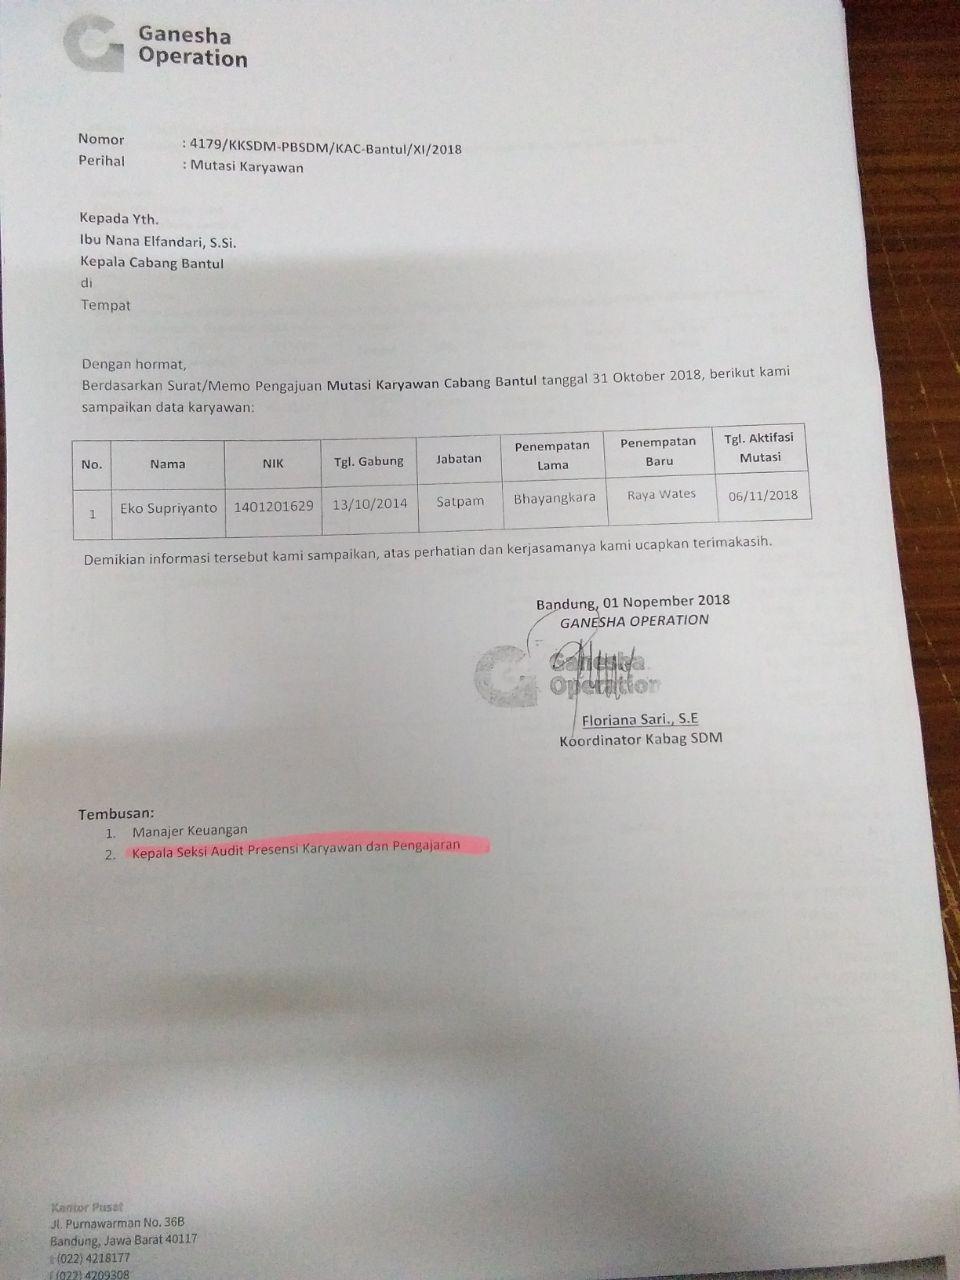 Ganesha
Operation
Nomor : 4179/KKSDM-PBSDM/KAC-Bantul/XI/2018
Perihal : Mutasi Karyawan
Kepada Yth.
Ibu Nana Elfandari, S.Si.
Kepala Cabang Bantul
di
Tempat
Dengan hormat,
Berdasarkan Surat/Memo Pengajuan Mutasi Karyawan Cabang Bantul tanggal 31 Oktober 2018, berikut kami
sampaikan data karyawan:
No. Nama NIK Tgl. Gabung Jabatan Penempatan Lama Penempatan Baru Tgl. Aktifasi Mutasi
1 Eko Supriyanto 1401201629 13/10/2014 Satpam Bhayangkara Raya Wates 06/11/2018
Demikian informasi tersebut kami sampaikan, atas perhatian dan kerjasamanya kami ucapkan terimakasih.
Bandung, 01 Nopember 2018
GANESHA OPERATION
Ganesha
Operation
Floriana Sari., S.E
Koordinator Kabag SDM
Tembusan:
1. Manajer Keuangan
2. Kepala Seksi Audit Presensi Karyawan dan Pengajaran
Kantor Pusat
Jl. Purnawarman No. 36B
Bandung, Jawa Barat 40117
(022) 4218177
(022) 4209308